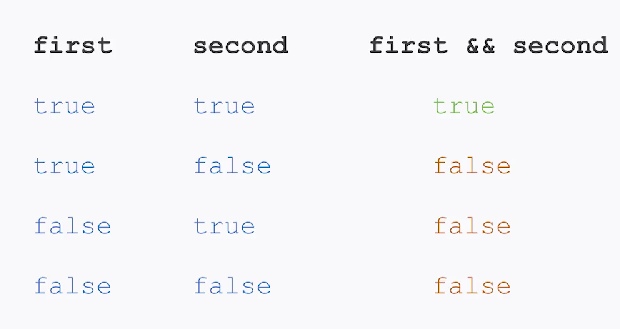 first second first && second
true true true
true false false
false true false
false false false